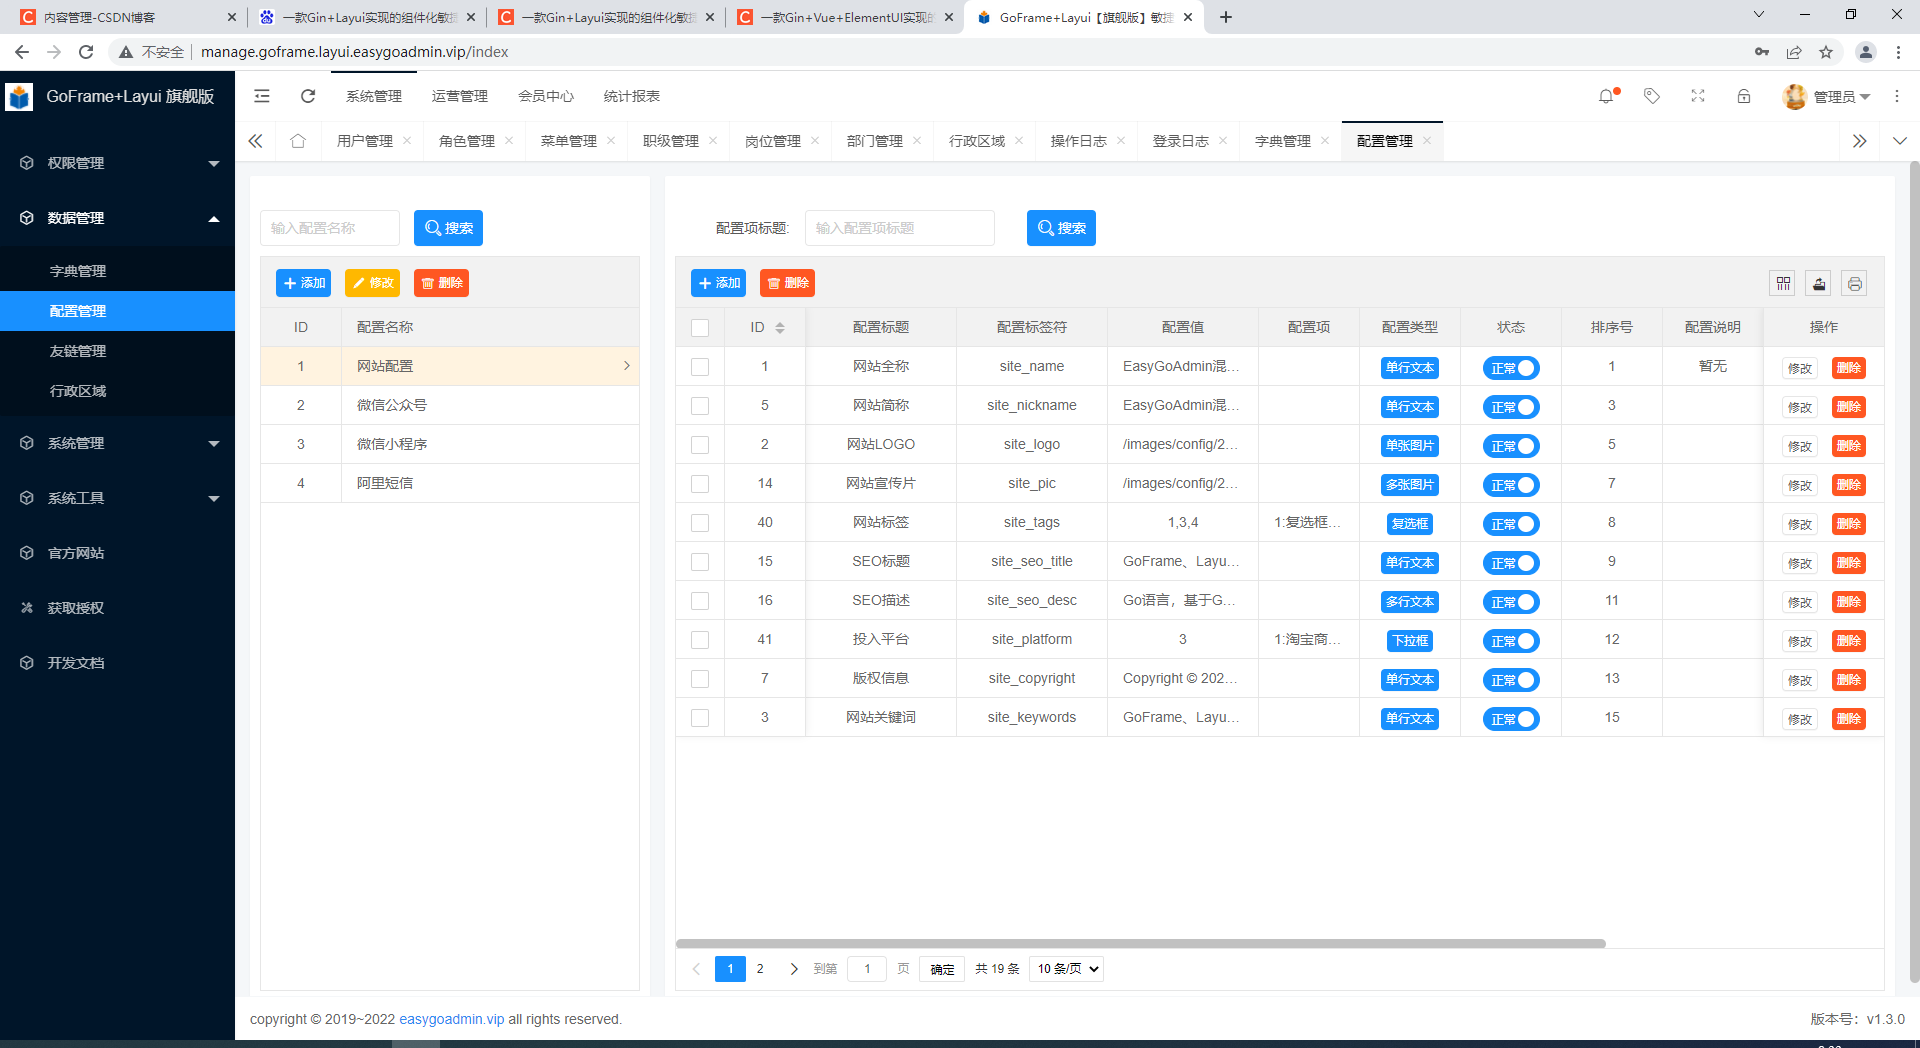 内容管理-CSDN博客
一款Gin+Layui实现的组件化敏捷
一款Gin+Layui实现的组件化敏捷
一款Gin+Vue+ElementUI实现的
GoFrame+Layui【旗舰版】敏捷
不安全 manage.goframe.layui.easygoadmin.vip/index
GoFrame+Layui 旗舰版
系统管理 运营管理 会员中心 统计报表 管理员
用户管理 角色管理 菜单管理 职级管理 岗位管理 部门管理 行政区域 操作日志 登录日志 字典管理 配置管理
权限管理
数据管理
字典管理
配置管理
友链管理
行政区域
系统管理
系统工具
官方网站
获取授权
开发文档
输入配置名称 搜索
添加 修改 删除
ID 配置名称
1 网站配置
2 微信公众号
3 微信小程序
4 阿里短信
配置项标题: 输入配置项标题 搜索
添加 删除
ID 配置标题 配置标签符 配置值 配置项 配置类型 状态 排序号 配置说明 操作
1 网站全称 site_name EasyGoAdmin混... 单行文本 正常 1 暂无 修改 删除
5 网站简称 site_nickname EasyGoAdmin混... 单行文本 正常 3 修改 删除
2 网站LOGO site_logo /images/config/2... 单张图片 正常 5 修改 删除
14 网站宣传片 site_pic /images/config/2... 多张图片 正常 7 修改 删除
40 网站标签 site_tags 1,3,4 1:复选框... 复选框 正常 8 修改 删除
15 SEO标题 site_seo_title GoFrame、Layu... 单行文本 正常 9 修改 删除
16 SEO描述 site_seo_desc Go语言，基于G... 多行文本 正常 11 修改 删除
41 投入平台 site_platform 3 1:淘宝商... 下拉框 正常 12 修改 删除
7 版权信息 site_copyright Copyright © 202... 单行文本 正常 13 修改 删除
3 网站关键词 site_keywords GoFrame、Layu... 单行文本 正常 15 修改 删除
1 2 到第 1 页 确定 共 19 条 10 条/页
copyright © 2019~2022 easygoadmin.vip all rights reserved.
版本号：v1.3.0